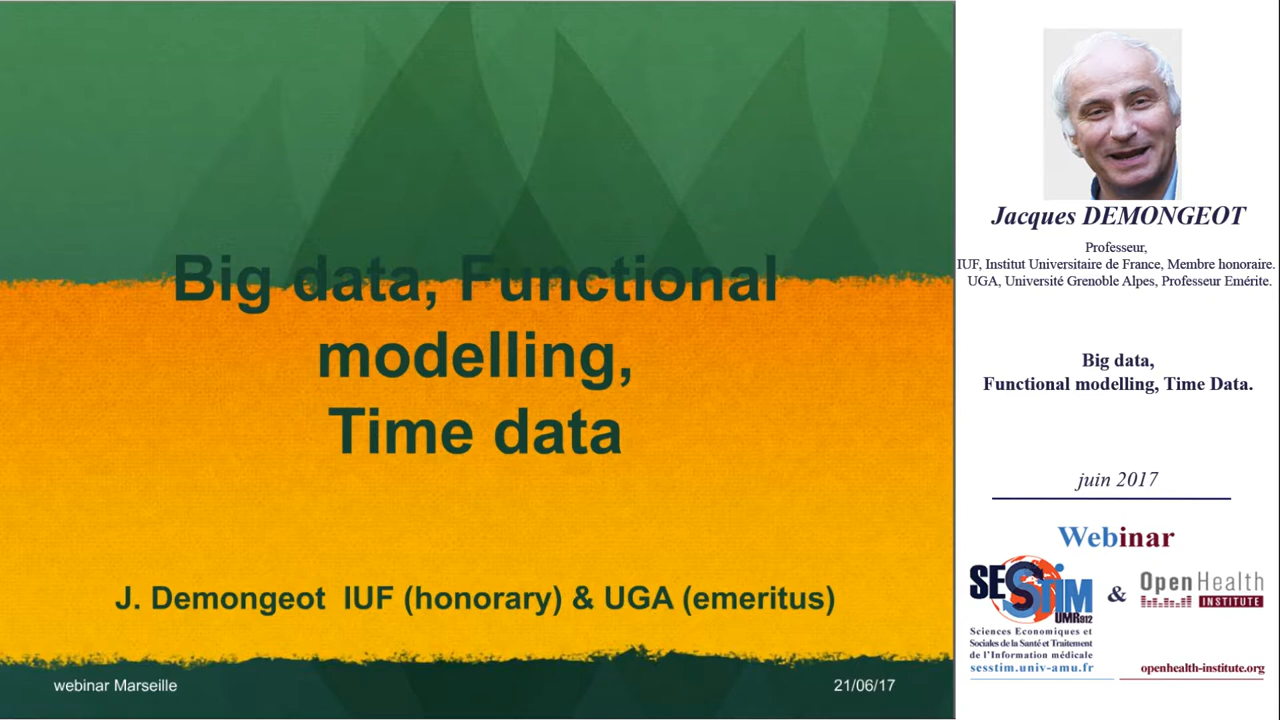 Big data, Functional
modelling,
Time data
J. Demongeot IUF (honorary) & UGA (emeritus)
webinar Marseille
21/06/17
Jacques DEMONGEOT
Professeur,
IUF, Institut Universitaire de France, Membre honoraire.
UGA, Université Grenoble Alpes, Professeur Emérite.
Big data,
Functional modelling, Time Data.
juin 2017
Webinar
SESSTIM
UMR912
Sciences Economiques et
Sociales de la Santé et Traitement
de l'Information médicale
sesstim.univ-amu.fr
&
OpenHealth
INSTITUTE
openhealth-institute.org